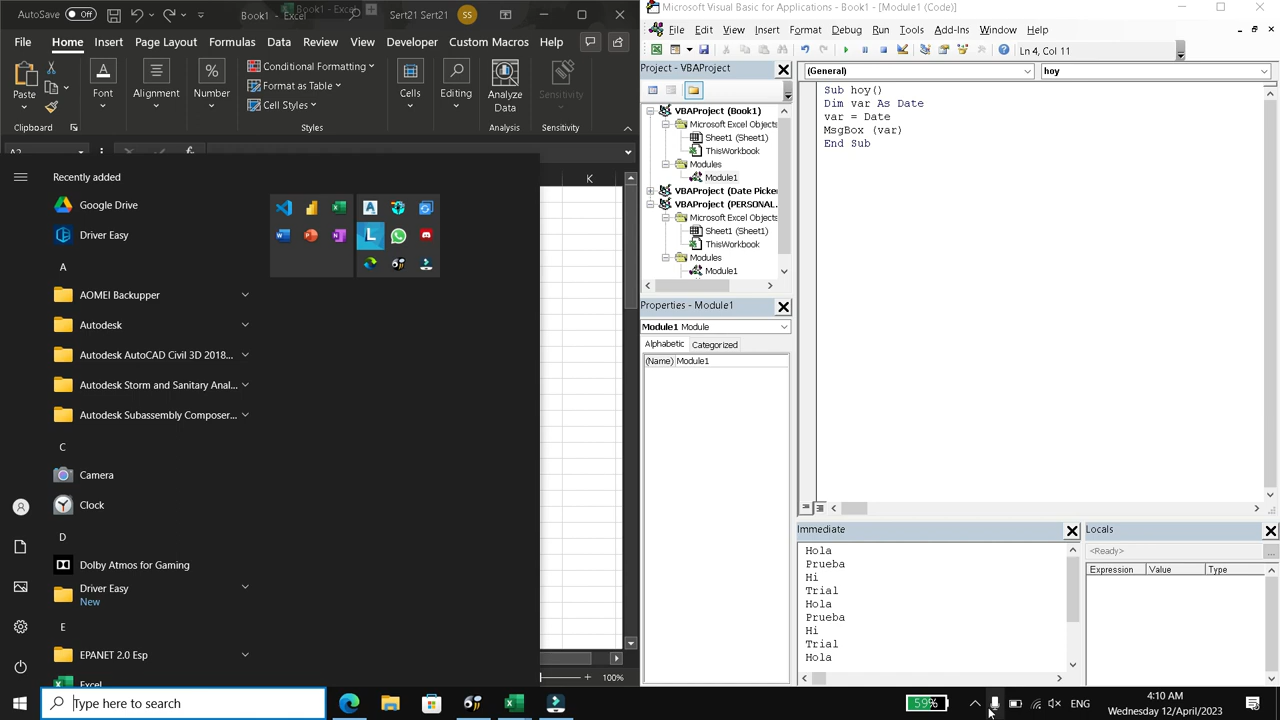 AutoSave Off Book1 - Excel Book1 - Excel Sert21 Sert21 SS
File Home Insert Page Layout Formulas Data Review View Developer Custom Macros Help
Paste Font Alignment Number Conditional Formatting Format as Table Cell Styles Cells Editing Analyze Data Sensitivity
Clipboard Styles Analysis Sensitivity
K
Recently added
Google Drive
Driver Easy
A
AOMEI Backupper
Autodesk
Autodesk AutoCAD Civil 3D 2018...
Autodesk Storm and Sanitary Anal...
Autodesk Subassembly Composer...
C
Camera
Clock
D
Dolby Atmos for Gaming
Driver Easy
New
E
EPANET 2.0 Esp
Excel
100%
Microsoft Visual Basic for Applications - Book1 - [Module1 (Code)]
File Edit View Insert Format Debug Run Tools Add-Ins Window Help
Ln 4, Col 11
Project - VBAProject
VBAProject (Book1)
Microsoft Excel Objects
Sheet1 (Sheet1)
ThisWorkbook
Modules
Module1
VBAProject (Date Picke
VBAProject (PERSONAL.
Microsoft Excel Objects
Sheet1 (Sheet1)
ThisWorkbook
Modules
Module1
Properties - Module1
Module1 Module
Alphabetic Categorized
(Name) Module1
(General) hoy
Sub hoy()
Dim var As Date
var = Date
MsgBox (var)
End Sub
Immediate
Hola
Prueba
Hi
Trial
Hola
Prueba
Hi
Trial
Hola
Locals
<Ready>
Expression Value Type
Type here to search
59% ENG 4:10 AM
Wednesday 12/April/2023